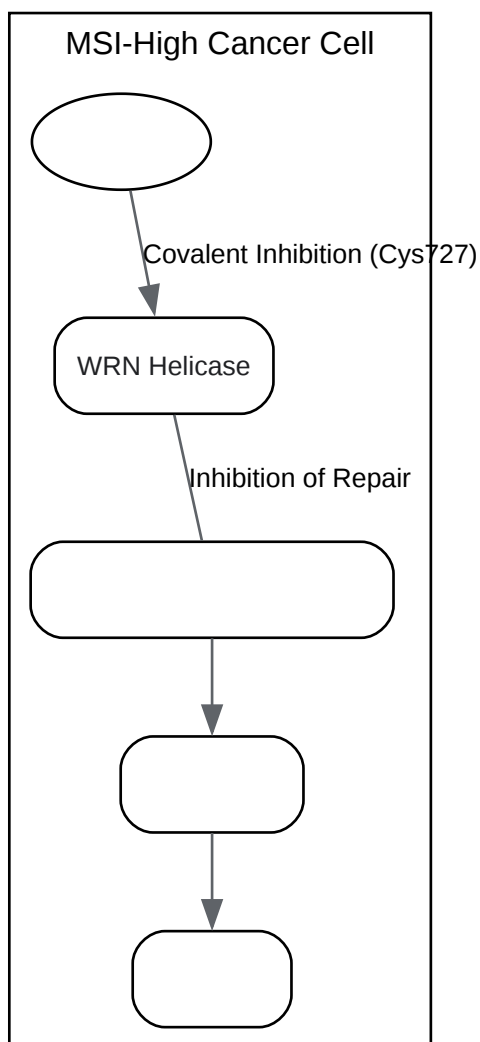 MSI-High Cancer Cell
Covalent Inhibition (Cys727)
WRN Helicase
Inhibition of Repair